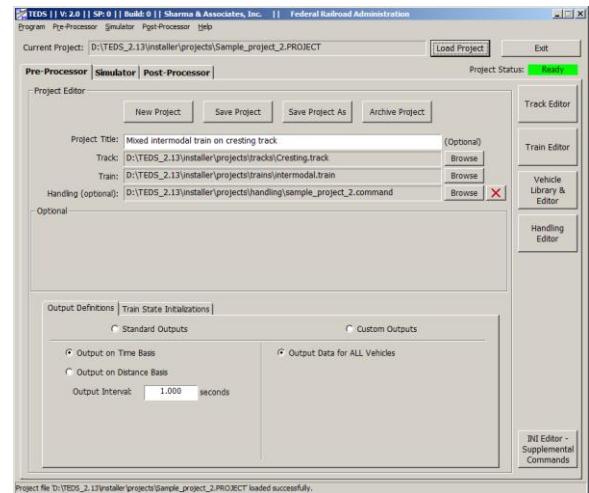 TEDS || V: 2.0 || SP: 0 || Build: 0 || Sharma & Associates, Inc. || Federal Railroad Administration
Program Pre-Processor Simulator Post-Processor Help
Current Project: D:\TEDS_2.13\installer\projects\Sample_project_2.PROJECT Load Project Exit
Pre-Processor Simulator Post-Processor Project Status: Ready
Project Editor
New Project Save Project Save Project As Archive Project
Track Editor
Project Title: Mixed intermodal train on cresting track (Optional)
Track: D:\TEDS_2.13\installer\projects\tracks\Cresting.track Browse
Train: D:\TEDS_2.13\installer\projects\trains\intermodal.train Browse
Handling (optional): D:\TEDS_2.13\installer\projects\handling\sample_project_2.command Browse
Train Editor
Vehicle
Library &
Editor
Optional
Handling
Editor
Output Definitions Train State Initializations
Standard Outputs Custom Outputs
Output on Time Basis Output Data for ALL Vehicles
Output on Distance Basis
Output Interval: 1.000 seconds
INI Editor -
Supplemental
Commands
Project file 'D:\TEDS_2.13\installer\projects\Sample_project_2.PROJECT' loaded successfully.